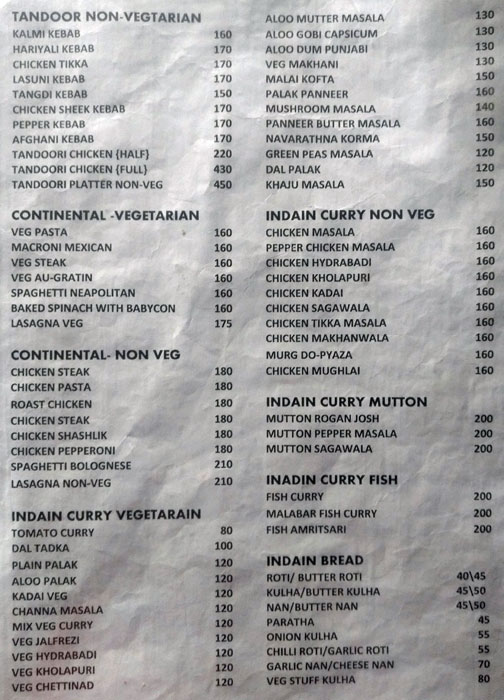 TANDOOR NON-VEGTARIAN
KALMI KEBAB 160
HARIYALI KEBAB 170
CHICKEN TIKKA 170
LASUNI KEBAB 170
TANGDI KEBAB 150
CHICKEN SHEEK KEBAB 170
PEPPER KEBAB 170
AFGHANI KEBAB 170
TANDOORI CHICKEN {HALF} 220
TANDOORI CHICKEN {FULL} 430
TANDOORI PLATTER NON-VEG 450
CONTINENTAL -VEGETARIAN
VEG PASTA 160
MACRONI MEXICAN 160
VEG STEAK 160
VEG AU-GRATIN 160
SPAGHETTI NEAPOLITAN 160
BAKED SPINACH WITH BABYCON 160
LASAGNA VEG 175
CONTINENTAL- NON VEG
CHICKEN STEAK 180
CHICKEN PASTA 180
ROAST CHICKEN 180
CHICKEN STEAK 180
CHICKEN SHASHLIK 180
CHICKEN PEPPERONI 180
SPAGHETTI BOLOGNESE 210
LASAGNA NON-VEG 210
INDAIN CURRY VEGETARAIN
TOMATO CURRY 80
DAL TADKA 100
PLAIN PALAK 120
ALOO PALAK 120
KADAI VEG 120
CHANNA MASALA 120
MIX VEG CURRY 120
VEG JALFREZI 120
VEG HYDRABADI 120
VEG KHOLAPURI 120
VEG CHETTINAD 120
ALOO MUTTER MASALA 130
ALOO GOBI CAPSICUM 130
ALOO DUM PUNJABI 130
VEG MAKHANI 130
MALAI KOFTA 150
PALAK PANNEER 160
MUSHROOM MASALA 140
PANNEER BUTTER MASALA 160
NAVARATHNA KORMA 150
GREEN PEAS MASALA 120
DAL PALAK 120
KHAJU MASALA 150
INDAIN CURRY NON VEG
CHICKEN MASALA 160
PEPPER CHICKEN MASALA 160
CHICKEN HYDRABADI 160
CHICKEN KHOLAPURI 160
CHICKEN KADAI 160
CHICKEN SAGAWALA 160
CHICKEN TIKKA MASALA 160
CHICKEN MAKHANWALA 160
MURG DO-PYAZA 160
CHICKEN MUGHLAI 160
INDAIN CURRY MUTTON
MUTTON ROGAN JOSH 200
MUTTON PEPPER MASALA 200
MUTTON SAGAWALA 200
INADIN CURRY FISH
FISH CURRY 200
MALABAR FISH CURRY 200
FISH AMRITSARI 200
INDAIN BREAD
ROTI/ BUTTER ROTI 40\45
KULHA/BUTTER KULHA 45\50
NAN/BUTTER NAN 45\50
PARATHA 45
ONION KULHA 55
CHILLI ROTI/GARLIC ROTI 55
GARLIC NAN/CHEESE NAN 70
VEG STUFF KULHA 80